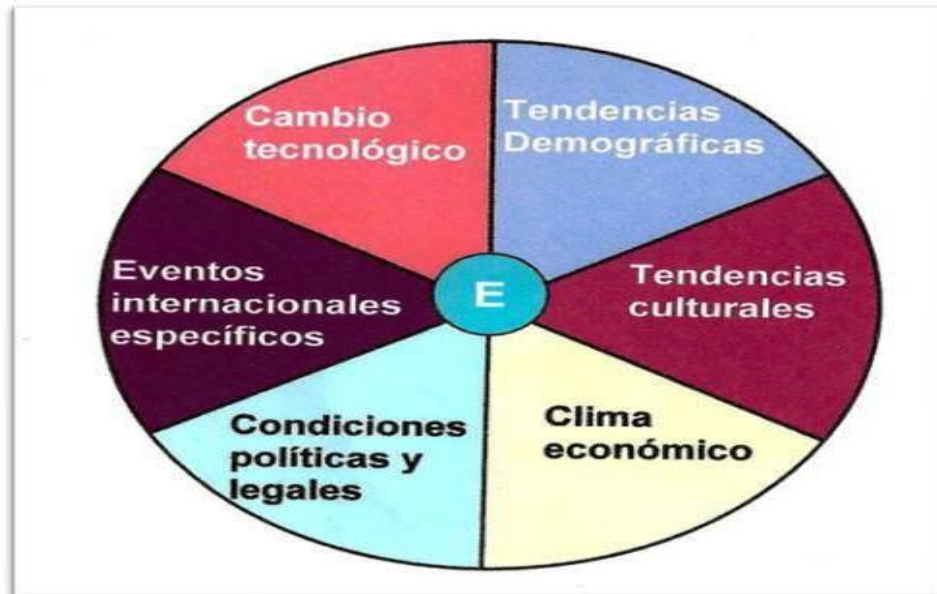 Cambio
tecnológico
Tendencias
Demográficas
Eventos
internacionales
específicos
E
Tendencias
culturales
Condiciones
políticas y
legales
Clima
económico